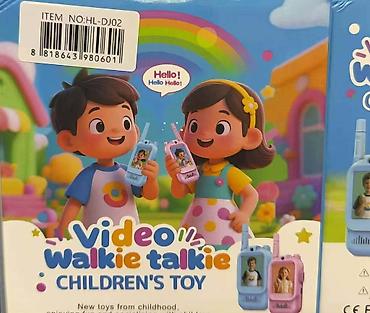 ITEM NO:HL-DJ02
8 818643 980601
Hello!
Hello Hello!
Video
Walkie talkie
CHILDREN'S TOY
New toys from childhood,
CE